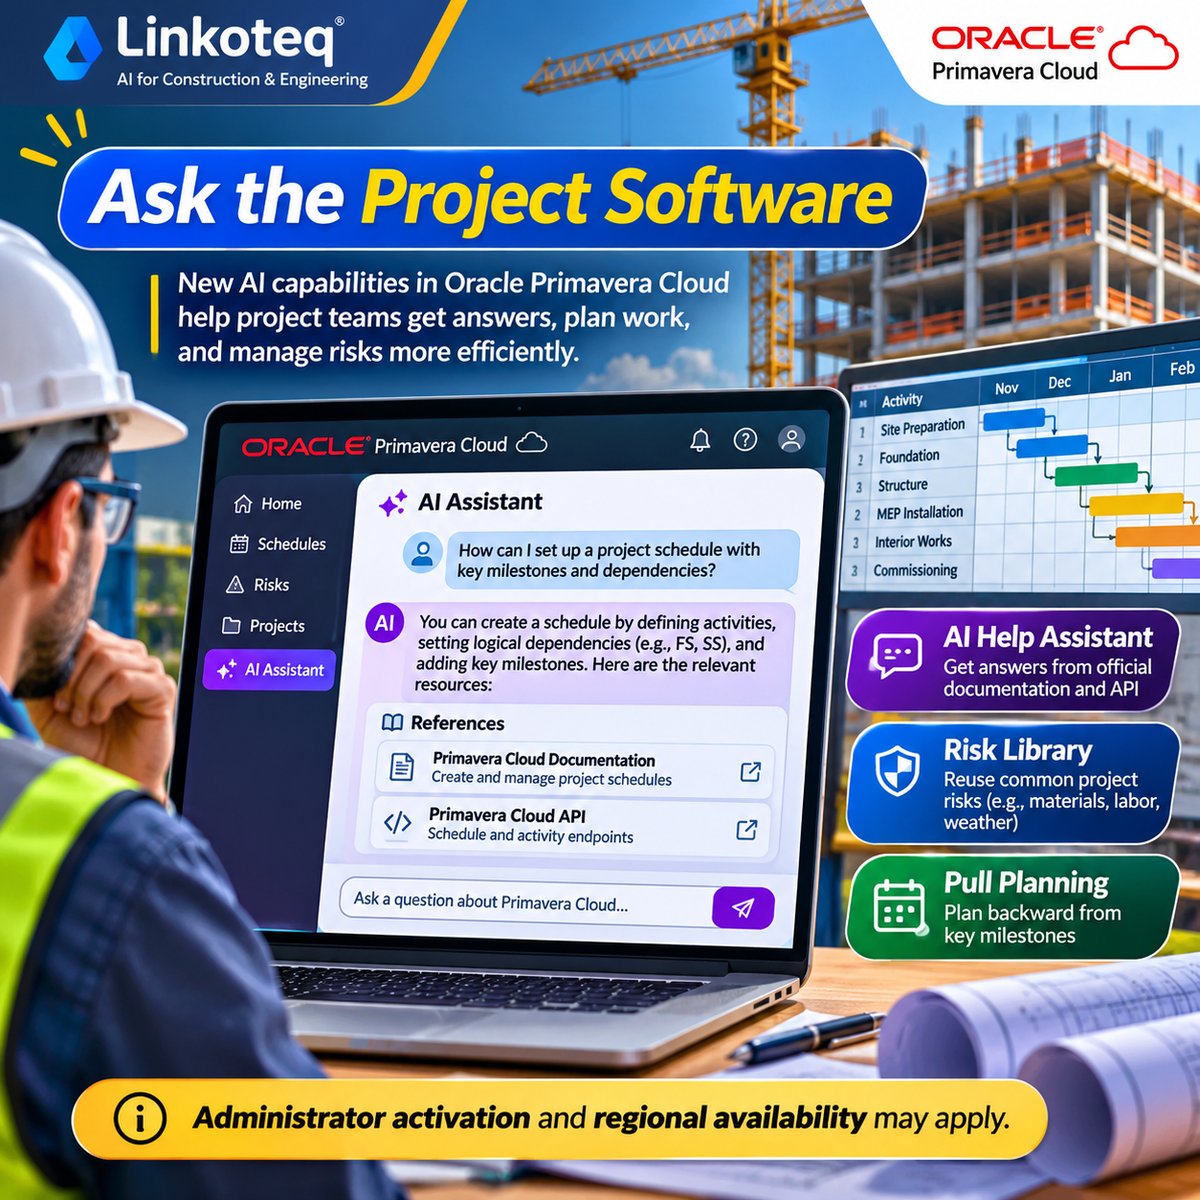 Linkoteq®
AI for Construction & Engineering
ORACLE®
Primavera Cloud
Ask the Project Software
New AI capabilities in Oracle Primavera Cloud
help project teams get answers, plan work,
and manage risks more efficiently.
ORACLE® Primavera Cloud
Home
Schedules
Risks
Projects
AI Assistant
AI Assistant
How can I set up a project schedule with
key milestones and dependencies?
AI
You can create a schedule by defining activities,
setting logical dependencies (e.g., FS, SS), and
adding key milestones. Here are the relevant
resources:
References
Primavera Cloud Documentation
Create and manage project schedules
</>
Primavera Cloud API
Schedule and activity endpoints
Ask a question about Primavera Cloud...
Activity Nov Dec Jan Feb
1 Site Preparation
2 Foundation
3 Structure
2 MEP Installation
3 Interior Works
3 Commissioning
AI Help Assistant
Get answers from official
documentation and API
Risk Library
Reuse common project
risks (e.g., materials, labor,
weather)
Pull Planning
Plan backward from
key milestones
Administrator activation and regional availability may apply.